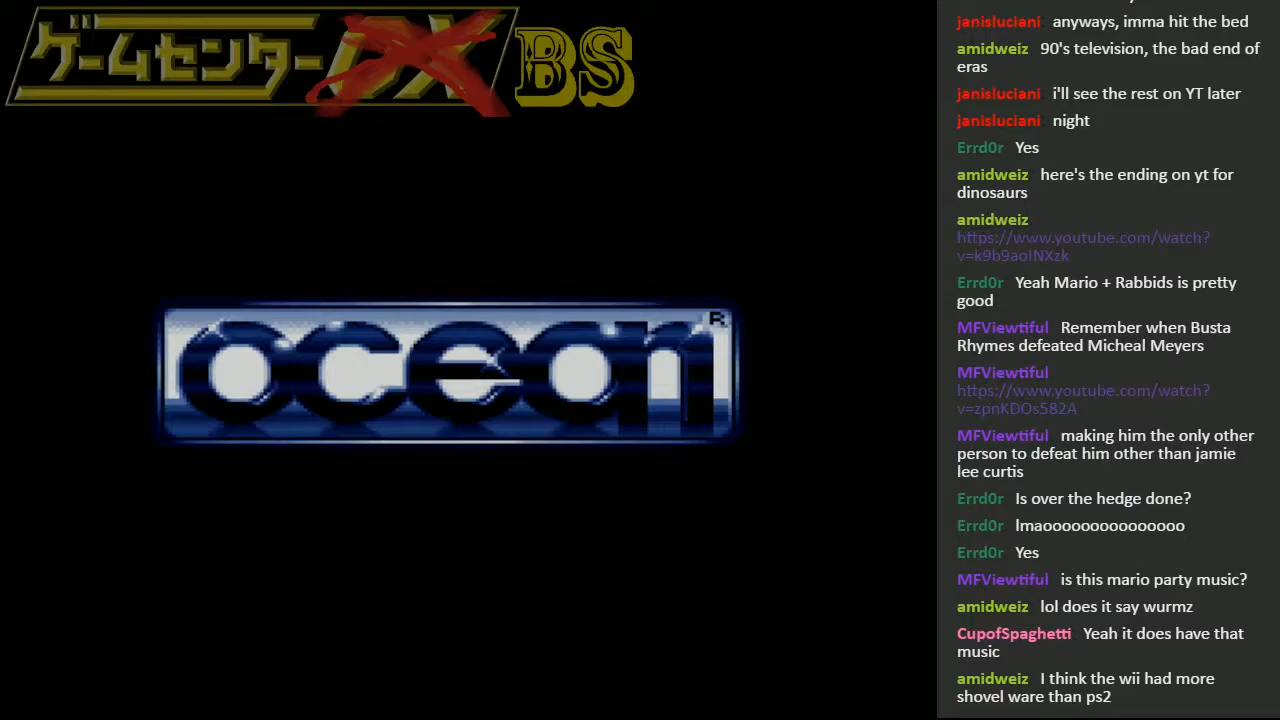 ゲームセンターDX BS
ocean®
janisluciani anyways, imma hit the bed
amidweiz 90's television, the bad end of
eras
janisluciani i'll see the rest on YT later
janisluciani night
Errd0r Yes
amidweiz here's the ending on yt for
dinosaurs
amidweiz
https://www.youtube.com/watch?
v=k9b9aoINXzk
Errd0r Yeah Mario + Rabbids is pretty
good
MFViewtiful Remember when Busta
Rhymes defeated Micheal Meyers
MFViewtiful
https://www.youtube.com/watch?
v=zpnKDOs582A
MFViewtiful making him the only other
person to defeat him other than jamie
lee curtis
Errd0r Is over the hedge done?
Errd0r lmaooooooooooooooo
Errd0r Yes
MFViewtiful is this mario party music?
amidweiz lol does it say wurmz
CupofSpaghetti Yeah it does have that
music
amidweiz I think the wii had more
shovel ware than ps2